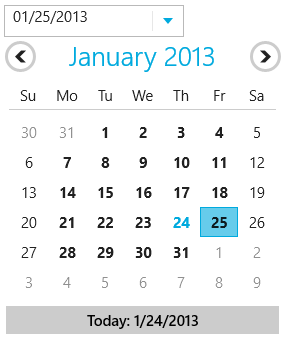 01/25/2013
January 2013
Su Mo Tu We Th Fr Sa
30 31 1 2 3 4 5
6 7 8 9 10 11 12
13 14 15 16 17 18 19
20 21 22 23 24 25 26
27 28 29 30 31 1 2
3 4 5 6 7 8 9
Today: 1/24/2013